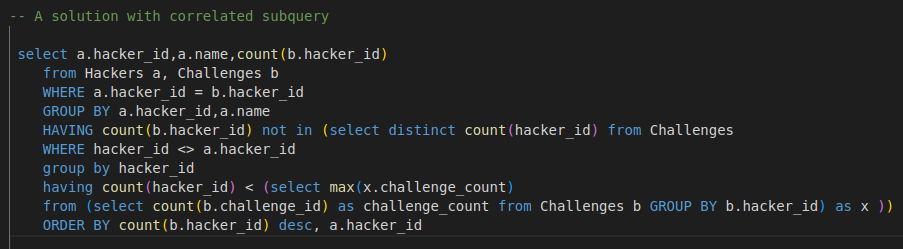 -- A solution with correlated subquery
select a.hacker_id,a.name,count(b.hacker_id)
from Hackers a, Challenges b
WHERE a.hacker_id = b.hacker_id
GROUP BY a.hacker_id,a.name
HAVING count(b.hacker_id) not in (select distinct count(hacker_id) from Challenges
WHERE hacker_id <> a.hacker_id
group by hacker_id
having count(hacker_id) < (select max(x.challenge_count)
from (select count(b.challenge_id) as challenge_count from Challenges b GROUP BY b.hacker_id) as x ))
ORDER BY count(b.hacker_id) desc, a.hacker_id